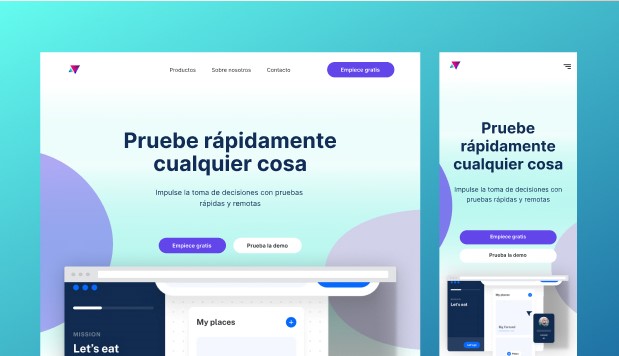 Productos Sobre nosotros Contacto Empiece gratis
Pruebe rápidamente
cualquier cosa
Impulse la toma de decisiones con pruebas
rápidas y remotas
Empiece gratis Prueba la demo
My places
MISSION
Let's eat
Pruebe
rápidamente
cualquier cosa
Impulse la toma de decisiones con
pruebas rápidas y remotas
Empiece gratis
Prueba la demo
My places
MISSION
Let's eat